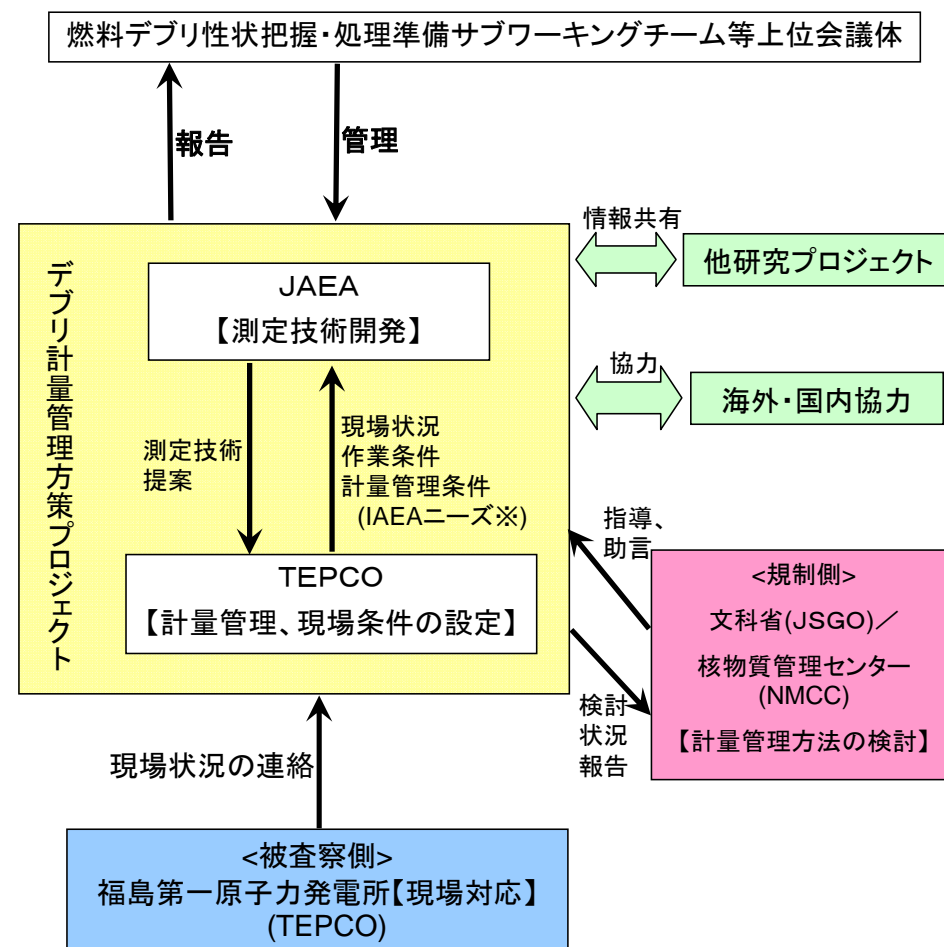 燃料デブリ性状把握・処理準備サブワーキングチーム等上位会議体
報告
管理
デブリ計量管理方策プロジェクト
JAEA
【測定技術開発】
測定技術
提案
現場状況
作業条件
計量管理条件
(IAEAニーズ※)
TEPCO
【計量管理、現場条件の設定】
情報共有
他研究プロジェクト
協力
海外・国内協力
指導、
助言
<規制側>
文科省(JSGO)／
核物質管理センター
(NMCC)
【計量管理方法の検討】
検討
状況
報告
現場状況の連絡
<被査察側>
福島第一原子力発電所【現場対応】
(TEPCO)